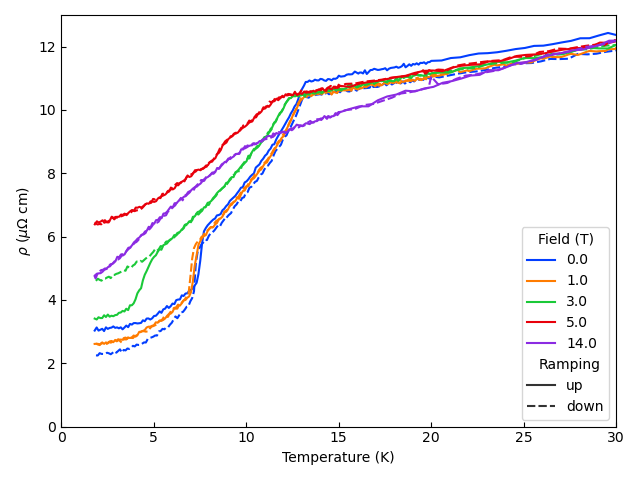 12
10
8
6
4
2
0
ρ (μΩ cm)
0 5 10 15 20 25 30
Temperature (K)
Field (T)
0.0
1.0
3.0
5.0
14.0
Ramping
up
down